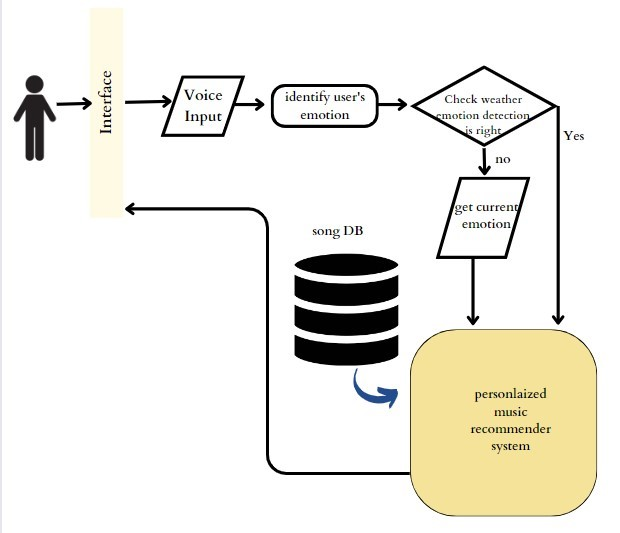 Interface
Voice
Input
identify user's
emotion
Check weather
emotion detection
is right
Yes
no
get current
emotion
song DB
personlaized
music
recommender
system